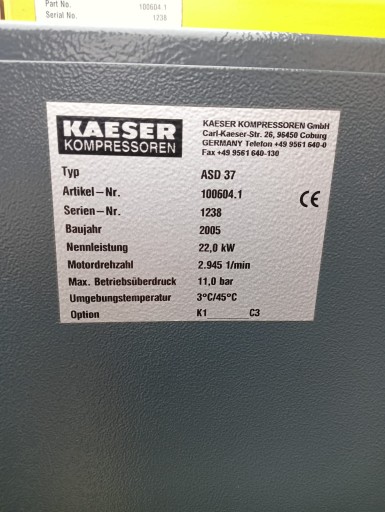 Part No. 100604.1
Serial No. 1238
KAESER
KOMPRESSOREN
KAESER KOMPRESSOREN GmbH
Carl-Kaeser-Str. 26, 96450 Coburg
GERMANY Telefon +49 9561 640-0
Fax +49 9561 640-130
CE
Typ ASD 37
Artikel-Nr. 100604.1
Serien-Nr. 1238
Baujahr 2005
Nennleistung 22,0 kW
Motordrehzahl 2.945 1/min
Max. Betriebsüberdruck 11,0 bar
Umgebungstemperatur 3°C/45°C
Option K1 C3